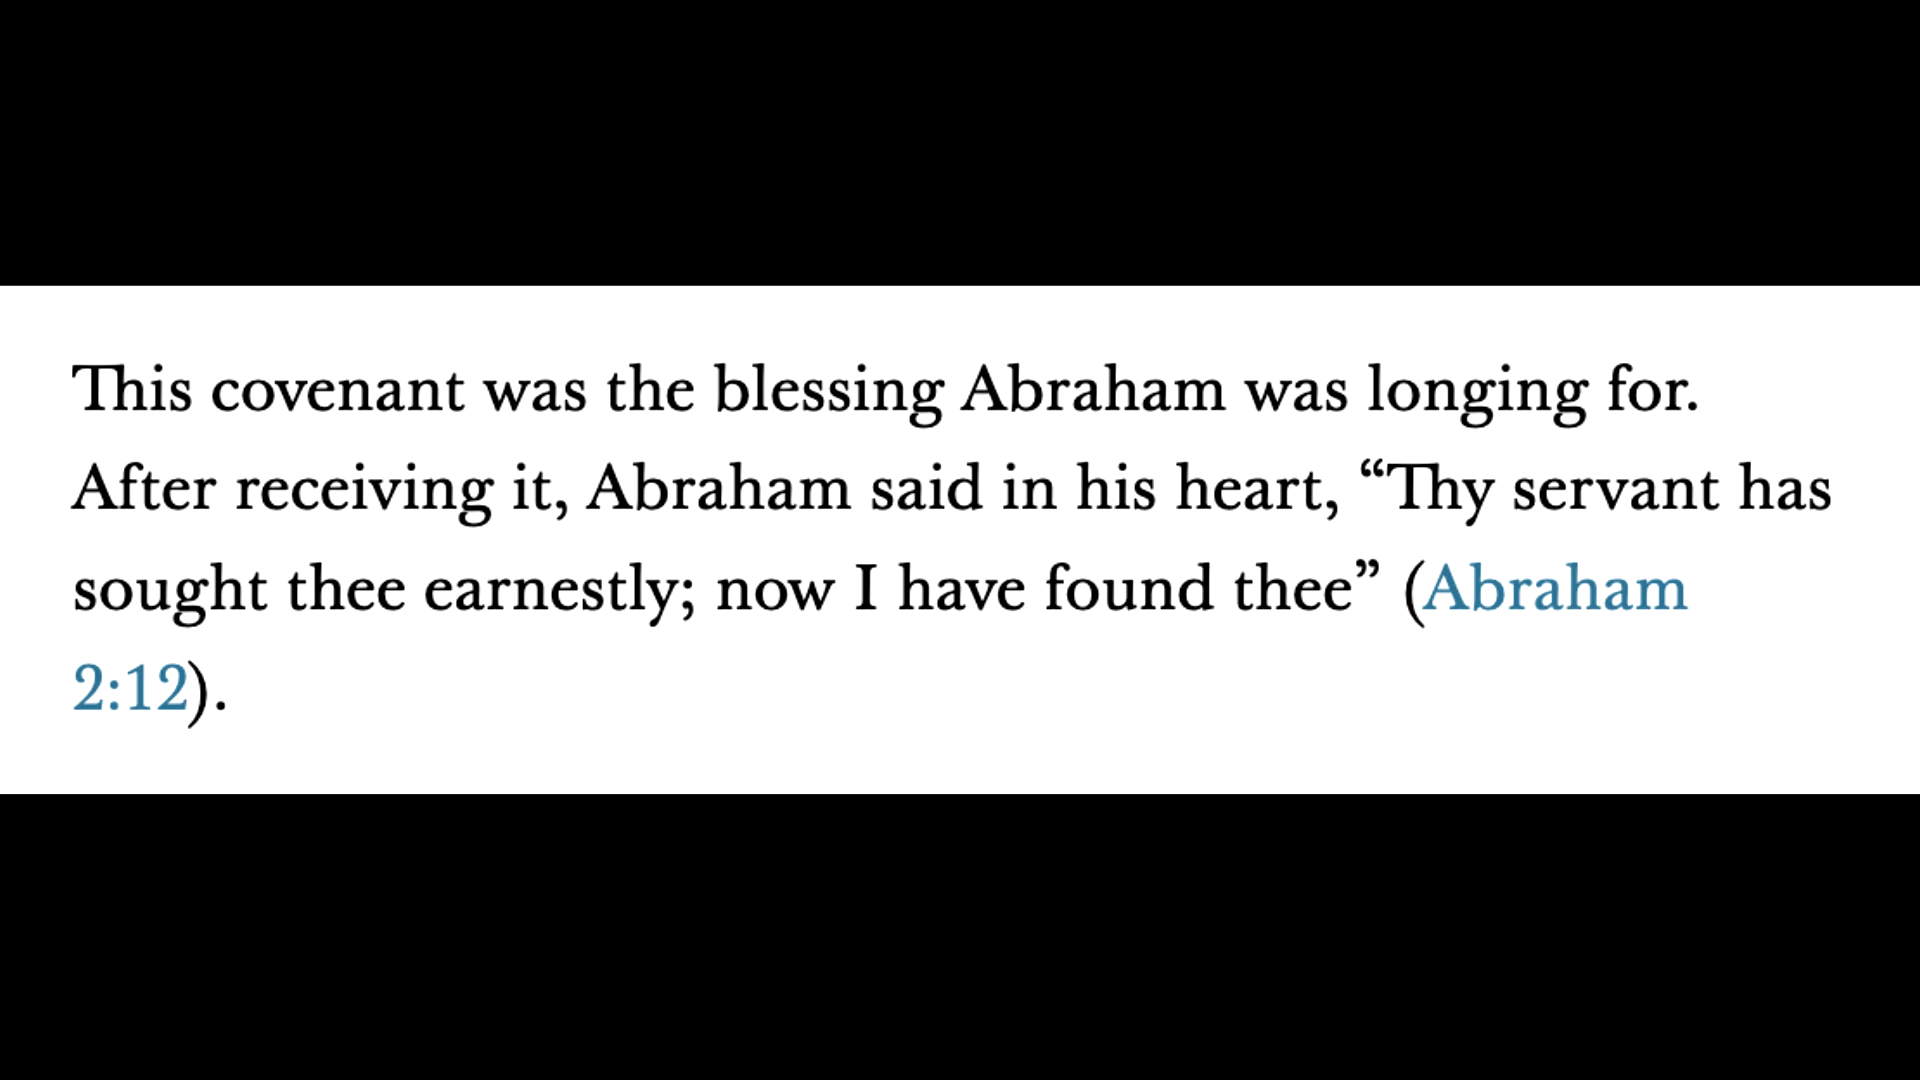 This covenant was the blessing Abraham was longing for.
After receiving it, Abraham said in his heart, “Thy servant has
sought thee earnestly; now I have found thee” (Abraham
2:12).